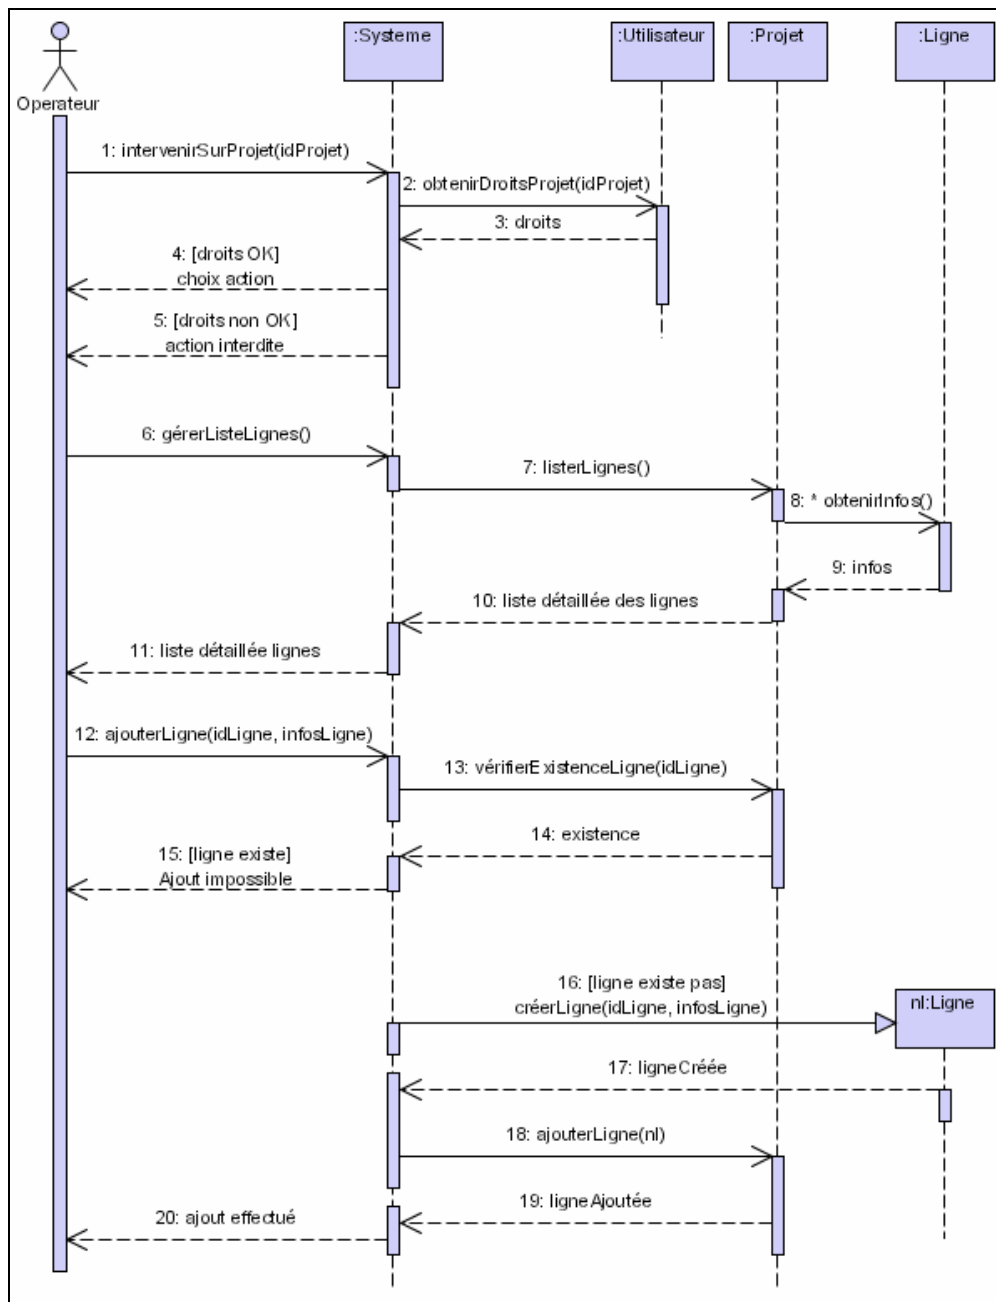 :Systeme
:Utilisateur
:Projet
:Ligne
Operateur
1: intervenirSurProjet(idProjet)
2: obtenirDroitsProjet(idProjet)
3: droits
4: [droits OK]
choix action
5: [droits non OK]
action interdite
6: gérerListeLignes()
7: listerLignes()
8: * obtenirInfos()
9: infos
10: liste détaillée des lignes
11: liste détaillée lignes
12: ajouterLigne(idLigne, infosLigne)
13: vérifierExistenceLigne(idLigne)
14: existence
15: [ligne existe]
Ajout impossible
16: [ligne existe pas]
créerLigne(idLigne, infosLigne)
nl:Ligne
17: ligneCréée
18: ajouterLigne(nl)
19: ligneAjoutée
20: ajout effectué